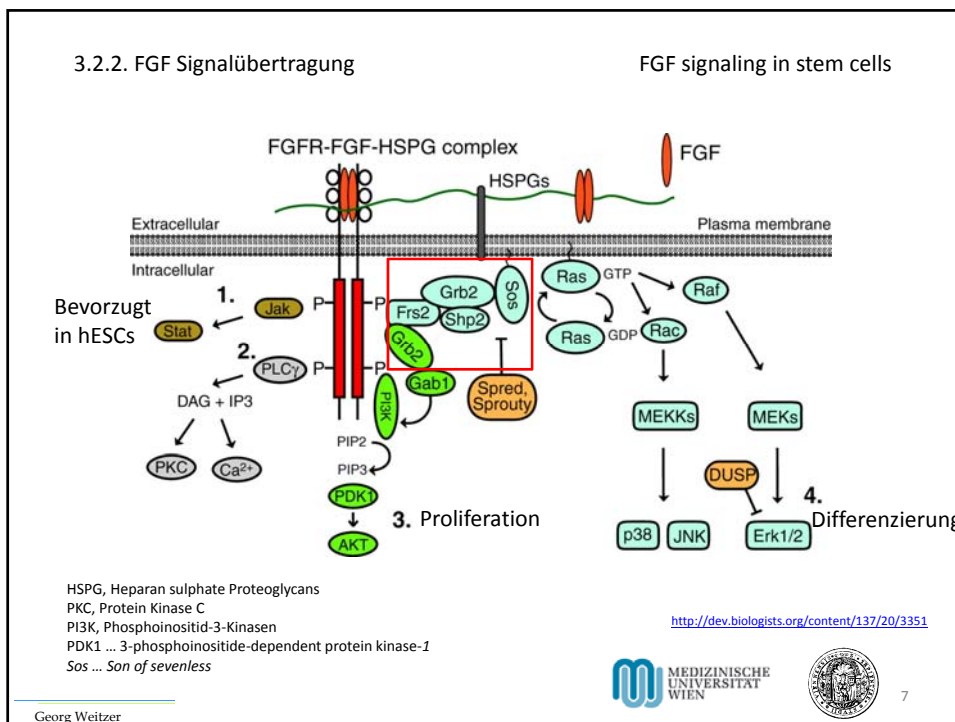 3.2.2. FGF Signalübertragung
FGF signaling in stem cells
FGFR-FGF-HSPG complex
FGF
HSPGs
Extracellular
Plasma membrane
Intracellular
Bevorzugt
in hESCs
1.
Jak
Stat
P
P
2.
PLCγ
P
P
DAG + IP3
PKC
Ca²⁺
Frs2
Grb2
Shp2
Sos
Grb2
Gab1
PI3K
Spred,
Sprouty
PIP2
PIP3
PDK1
AKT
3. Proliferation
Ras
GTP
Ras
GDP
Raf
Rac
MEKKs
MEKs
DUSP
p38
JNK
Erk1/2
4.
Differenzierung
HSPG, Heparan sulphate Proteoglycans
PKC, Protein Kinase C
PI3K, Phosphoinositid-3-Kinasen
PDK1 ... 3-phosphoinositide-dependent protein kinase-1
Sos ... Son of sevenless
http://dev.biologists.org/content/137/20/3351
MEDIZINISCHE
UNIVERSITÄT
WIEN
7
Georg Weitzer